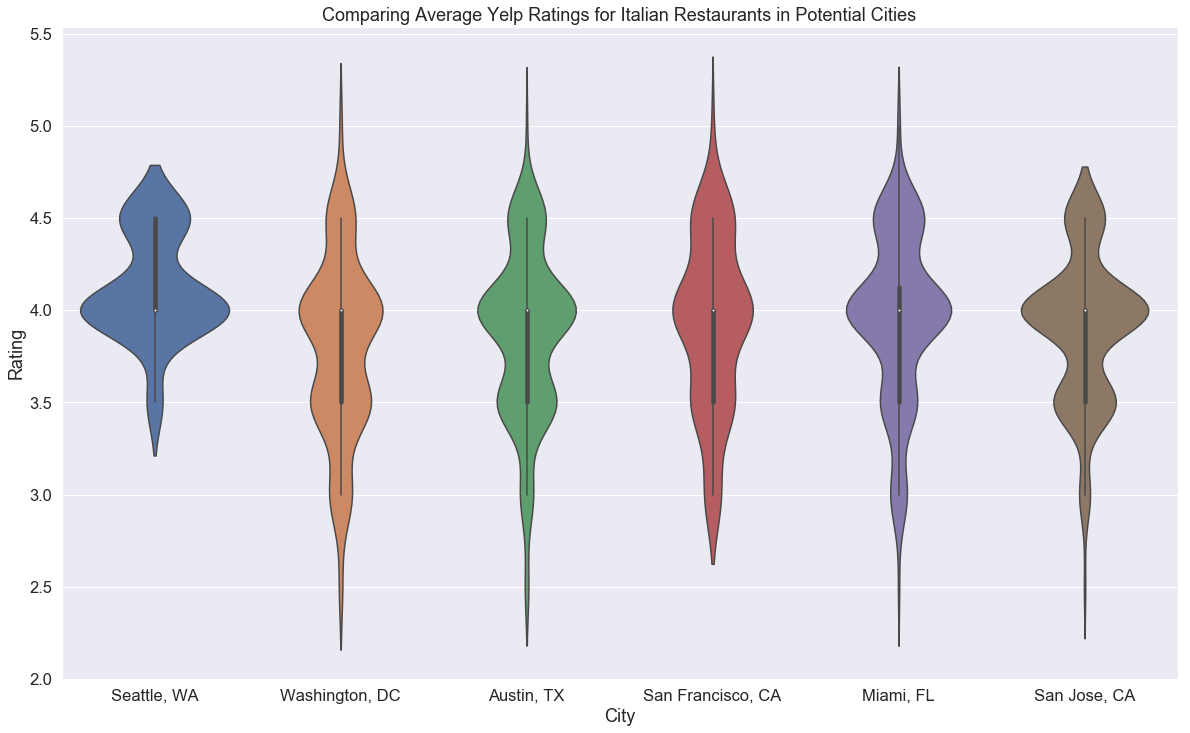 Comparing Average Yelp Ratings for Italian Restaurants in Potential Cities
5.5
5.0
4.5
4.0
3.5
3.0
2.5
2.0
Rating
Seattle, WA Washington, DC Austin, TX San Francisco, CA Miami, FL San Jose, CA
City